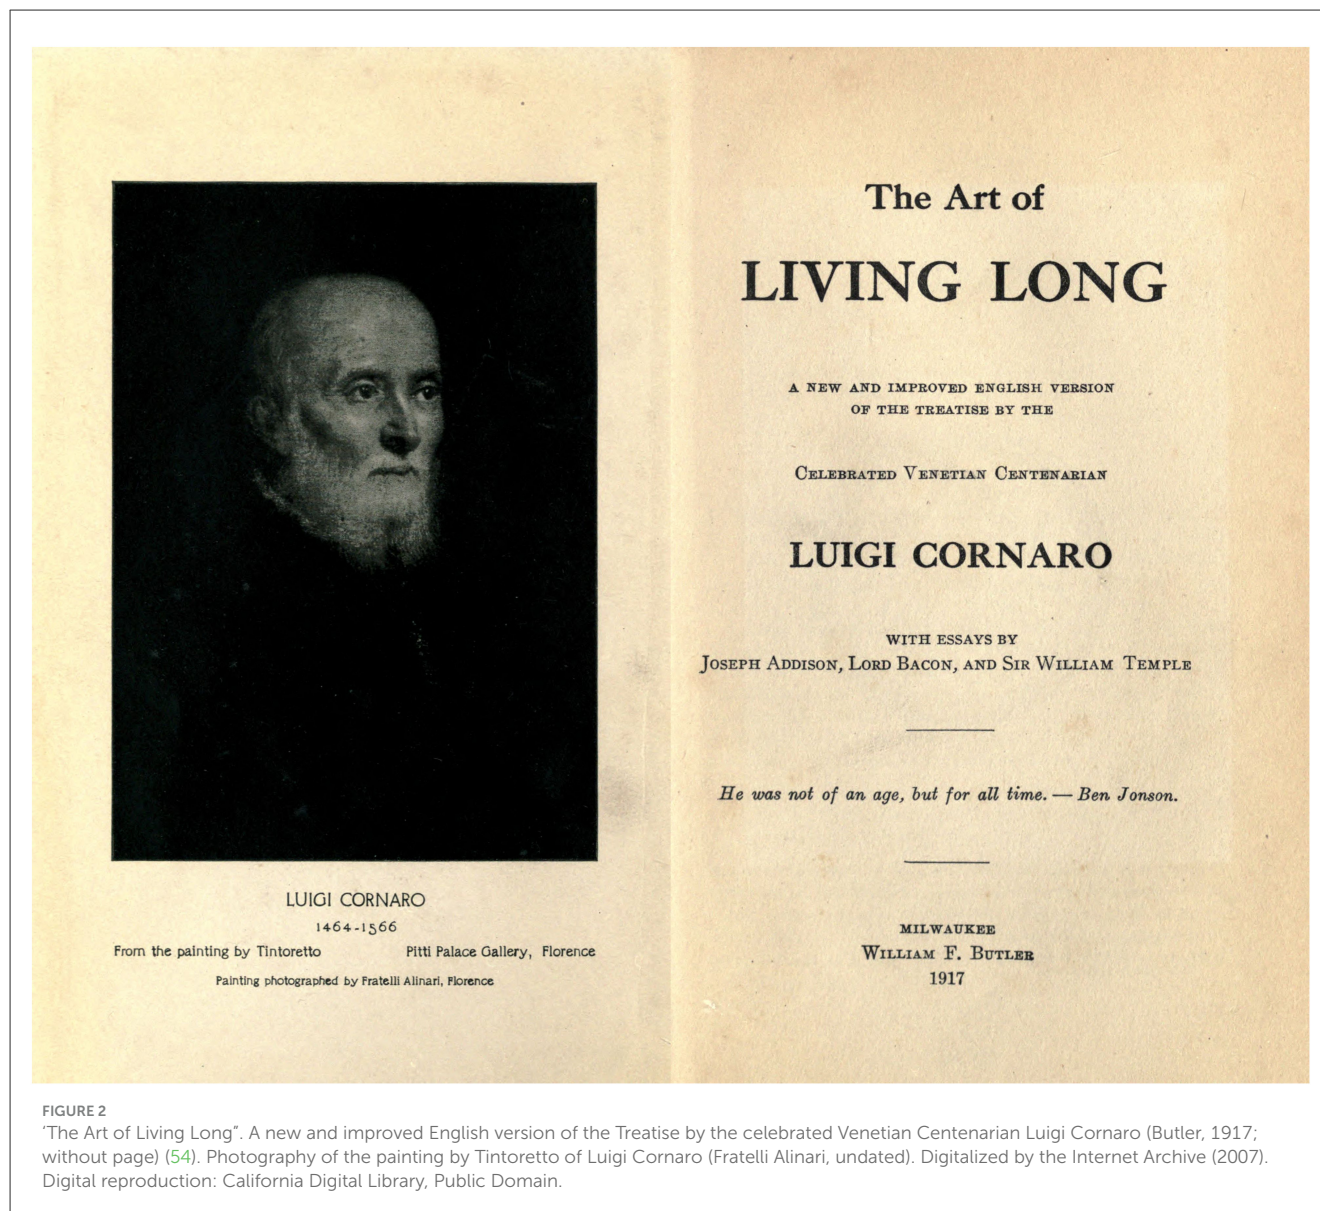 LUIGI CORNARO
1464-1566
From the painting by Tintoretto Pitti Palace Gallery, Florence
Painting photographed by Fratelli Alinari, Florence
The Art of
LIVING LONG
A NEW AND IMPROVED ENGLISH VERSION
OF THE TREATISE BY THE
CELEBRATED VENETIAN CENTENARIAN
LUIGI CORNARO
WITH ESSAYS BY
JOSEPH ADDISON, LORD BACON, AND SIR WILLIAM TEMPLE
He was not of an age, but for all time. — Ben Jonson.
MILWAUKEE
WILLIAM F. BUTLER
1917
FIGURE 2
‘The Art of Living Long”. A new and improved English version of the Treatise by the celebrated Venetian Centenarian Luigi Cornaro (Butler, 1917;
without page) (54). Photography of the painting by Tintoretto of Luigi Cornaro (Fratelli Alinari, undated). Digitalized by the Internet Archive (2007).
Digital reproduction: California Digital Library, Public Domain.